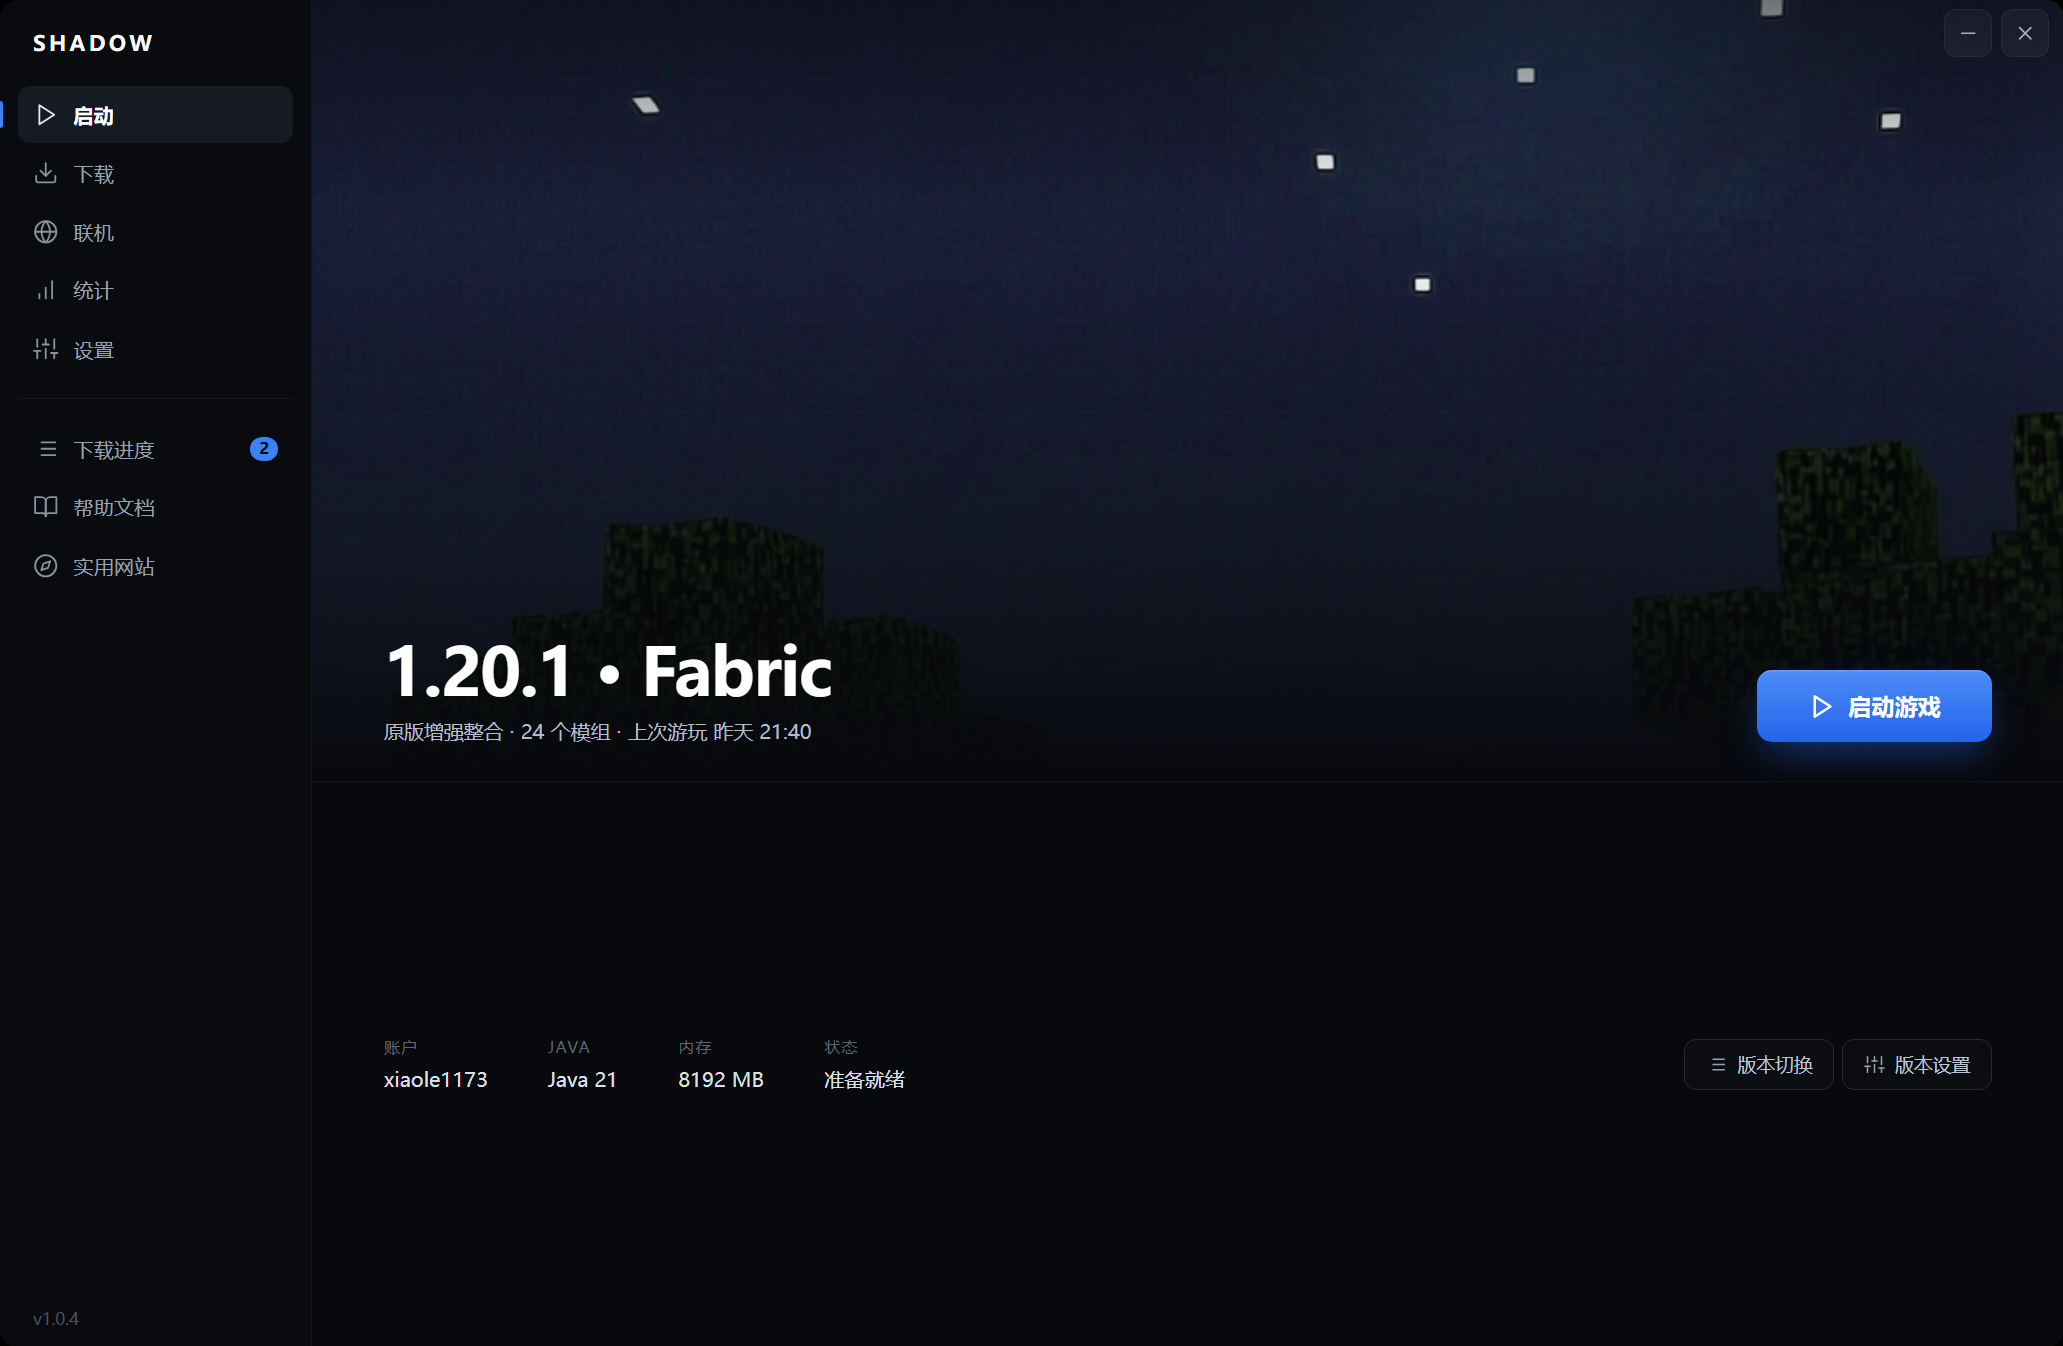 SHADOW
启动
下载
联机
统计
设置
下载进度 2
帮助文档
实用网站
v1.0.4
1.20.1 • Fabric
原版增强整合 · 24 个模组 · 上次游玩 昨天 21:40
启动游戏
账户
xiaole1173
JAVA
Java 21
内存
8192 MB
状态
准备就绪
版本切换
版本设置